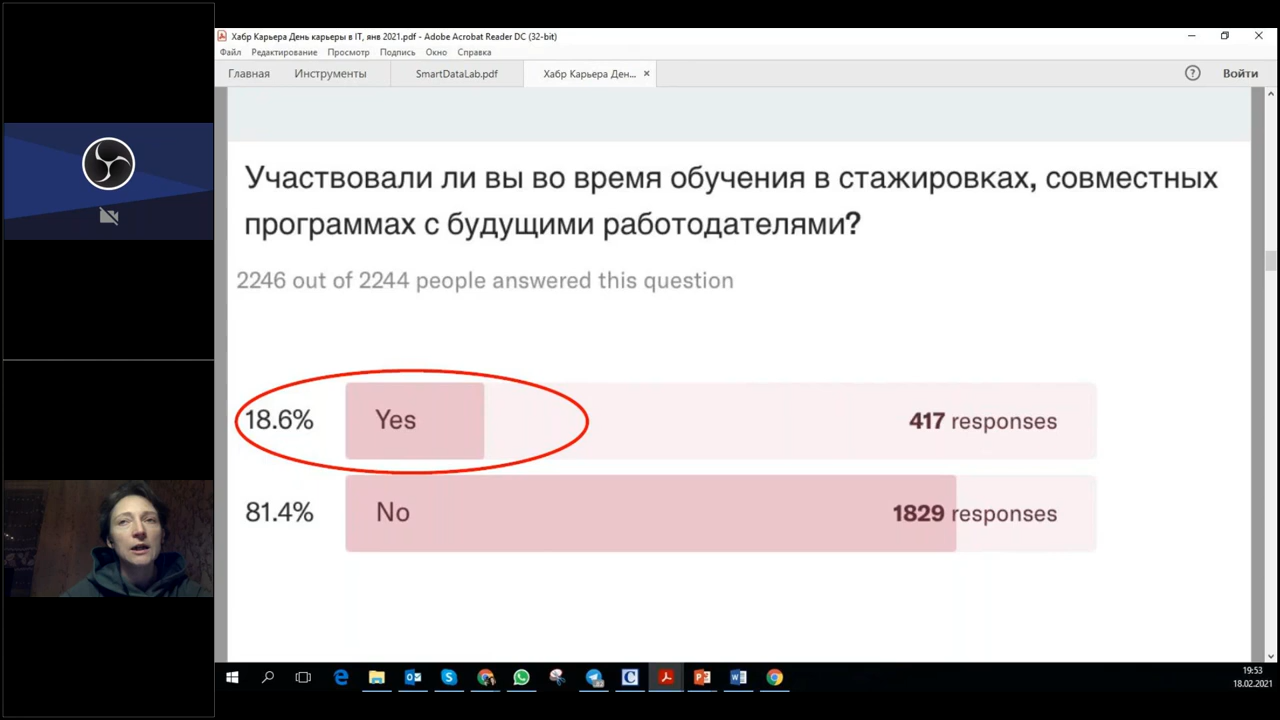 Хабр Карьера День карьеры в IT, янв 2021.pdf - Adobe Acrobat Reader DC (32-bit)
Файл Редактирование Просмотр Подпись Окно Справка
Главная Инструменты SmartDataLab.pdf Хабр Карьера Ден... × ? Войти
Участвовали ли вы во время обучения в стажировках, совместных
программах с будущими работодателями?
2246 out of 2244 people answered this question
18.6% Yes 417 responses
81.4% No 1829 responses
19:53
18.02.2021